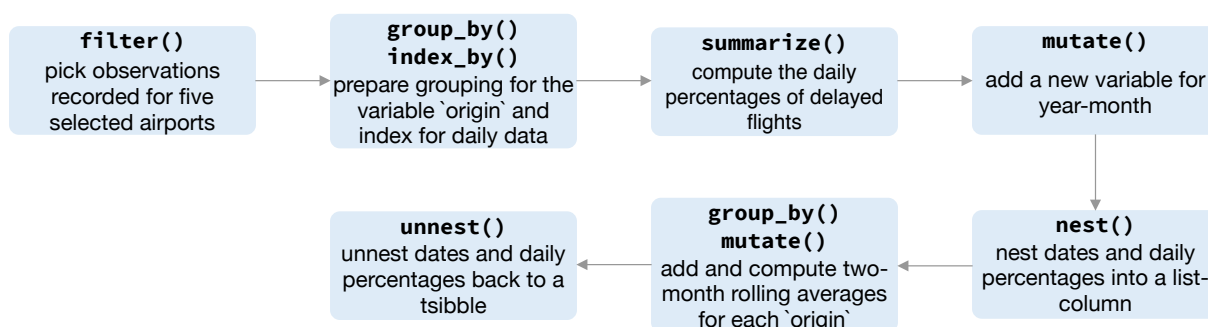 filter()
pick observations
recorded for five
selected airports
group_by()
index_by()
prepare grouping for the
variable `origin` and
index for daily data
summarize()
compute the daily
percentages of delayed
flights
mutate()
add a new variable for
year-month
nest()
nest dates and daily
percentages into a list-
column
group_by()
mutate()
add and compute two-
month rolling averages
for each `origin`
unnest()
unnest dates and daily
percentages back to a
tsibble